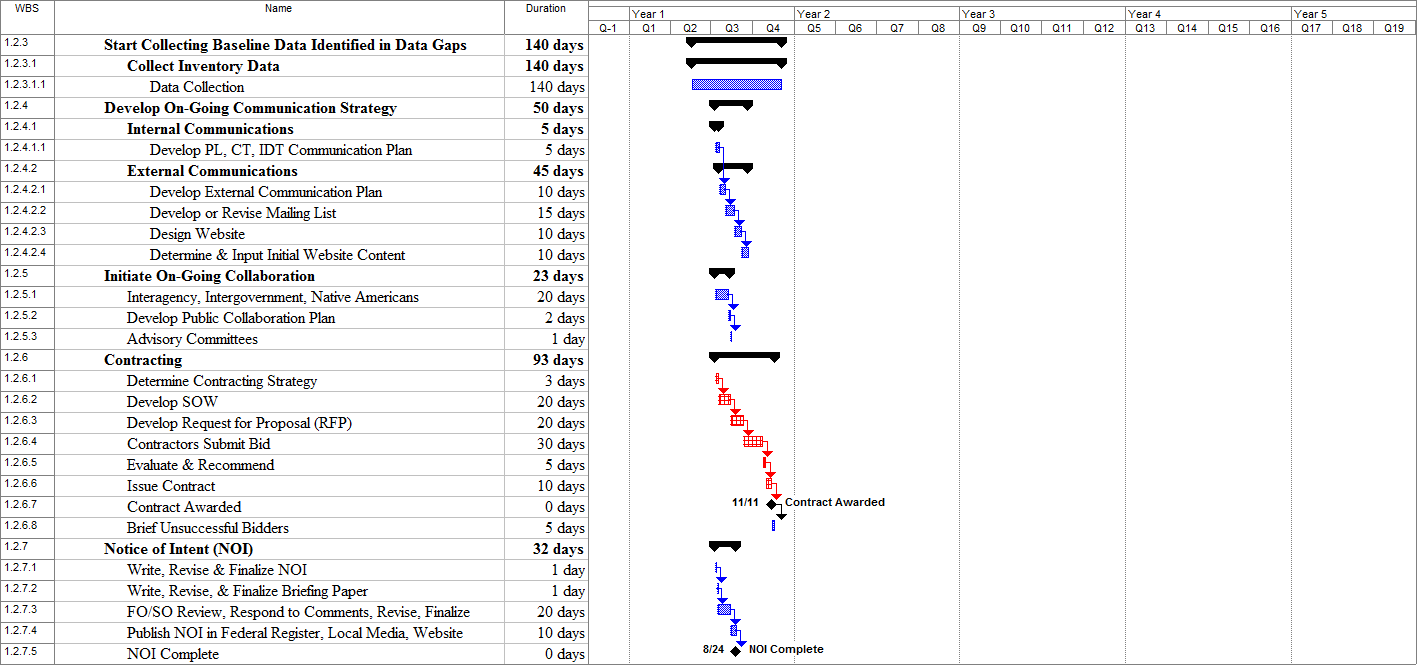 WBS Name Duration Year 1 Year 2 Year 3 Year 4 Year 5
Q-1 Q1 Q2 Q3 Q4 Q5 Q6 Q7 Q8 Q9 Q10 Q11 Q12 Q13 Q14 Q15 Q16 Q17 Q18 Q19
1.2.3 Start Collecting Baseline Data Identified in Data Gaps 140 days
1.2.3.1 Collect Inventory Data 140 days
1.2.3.1.1 Data Collection 140 days
1.2.4 Develop On-Going Communication Strategy 50 days
1.2.4.1 Internal Communications 5 days
1.2.4.1.1 Develop PL, CT, IDT Communication Plan 5 days
1.2.4.2 External Communications 45 days
1.2.4.2.1 Develop External Communication Plan 10 days
1.2.4.2.2 Develop or Revise Mailing List 15 days
1.2.4.2.3 Design Website 10 days
1.2.4.2.4 Determine & Input Initial Website Content 10 days
1.2.5 Initiate On-Going Collaboration 23 days
1.2.5.1 Interagency, Intergovernment, Native Americans 20 days
1.2.5.2 Develop Public Collaboration Plan 2 days
1.2.5.3 Advisory Committees 1 day
1.2.6 Contracting 93 days
1.2.6.1 Determine Contracting Strategy 3 days
1.2.6.2 Develop SOW 20 days
1.2.6.3 Develop Request for Proposal (RFP) 20 days
1.2.6.4 Contractors Submit Bid 30 days
1.2.6.5 Evaluate & Recommend 5 days
1.2.6.6 Issue Contract 10 days
1.2.6.7 Contract Awarded 0 days 11/11 Contract Awarded
1.2.6.8 Brief Unsuccessful Bidders 5 days
1.2.7 Notice of Intent (NOI) 32 days
1.2.7.1 Write, Revise & Finalize NOI 1 day
1.2.7.2 Write, Revise, & Finalize Briefing Paper 1 day
1.2.7.3 FO/SO Review, Respond to Comments, Revise, Finalize 20 days
1.2.7.4 Publish NOI in Federal Register, Local Media, Website 10 days
1.2.7.5 NOI Complete 0 days 8/24 NOI Complete